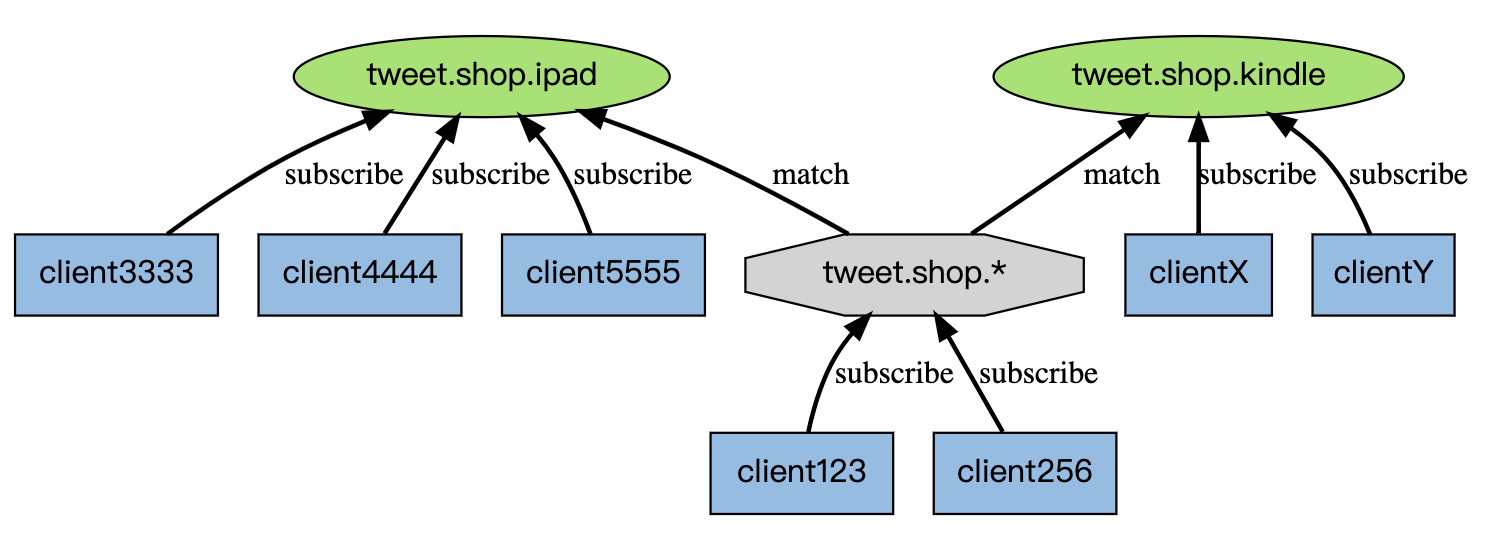 tweet.shop.ipad
tweet.shop.kindle
subscribe
subscribe
subscribe
match
match
subscribe
subscribe
client3333
client4444
client5555
tweet.shop.*
clientX
clientY
subscribe
subscribe
client123
client256